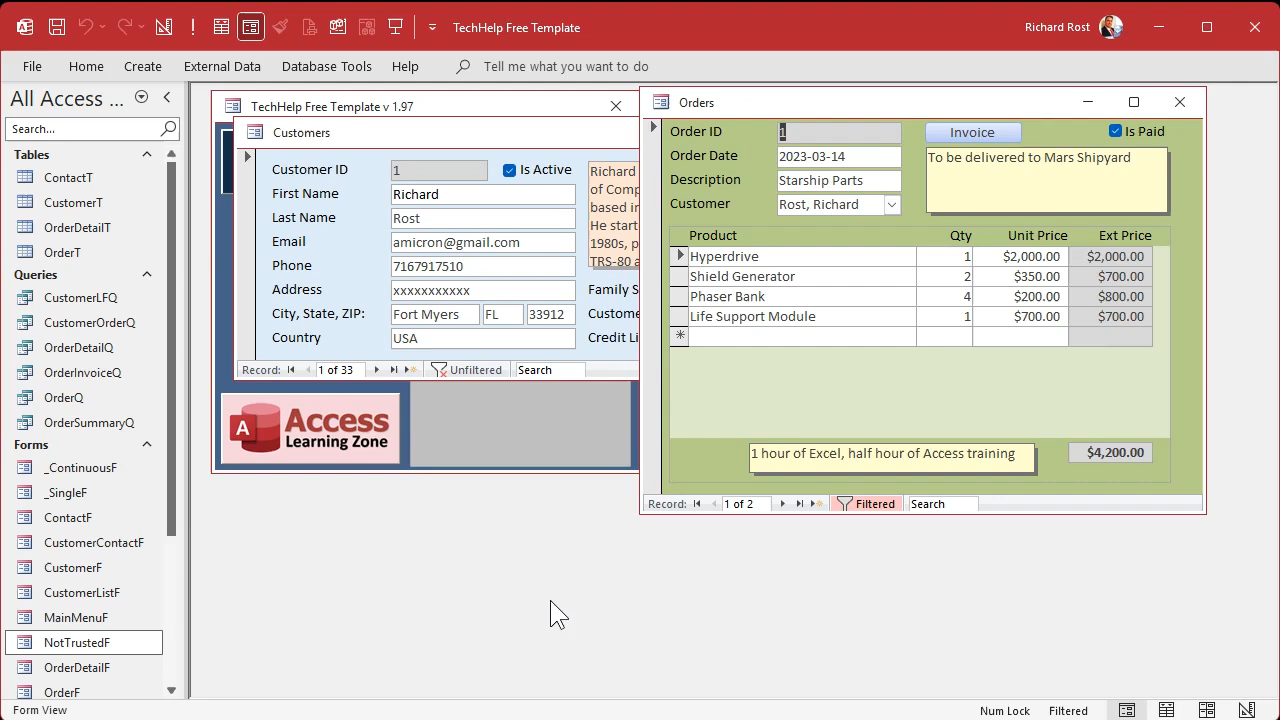 TechHelp Free Template
Richard Rost
File
Home
Create
External Data
Database Tools
Help
Tell me what you want to do
All Access ...
Search...
Tables
ContactT
CustomerT
OrderDetailT
OrderT
Queries
CustomerLFQ
CustomerOrderQ
OrderDetailQ
OrderInvoiceQ
OrderQ
OrderSummaryQ
Forms
_ContinuousF
_SingleF
ContactF
CustomerContactF
CustomerF
CustomerListF
MainMenuF
NotTrustedF
OrderDetailF
OrderF
TechHelp Free Template v 1.97
Customers
Customer ID 1 Is Active
First Name Richard
Last Name Rost
Email amicron@gmail.com
Phone 7167917510
Address xxxxxxxxxxx
City, State, ZIP: Fort Myers FL 33912
Country USA
Richard
of Comp
based in
He start
1980s, p
TRS-80 a
Family S
Custome
Credit Li
Record: 1 of 33 Unfiltered Search
A Access
Learning Zone
Orders
Order ID 1 Invoice Is Paid
Order Date 2023-03-14
Description Starship Parts
Customer Rost, Richard
To be delivered to Mars Shipyard
Product Qty Unit Price Ext Price
Hyperdrive 1 $2,000.00 $2,000.00
Shield Generator 2 $350.00 $700.00
Phaser Bank 4 $200.00 $800.00
Life Support Module 1 $700.00 $700.00
1 hour of Excel, half hour of Access training $4,200.00
Record: 1 of 2 Filtered Search
Form View
Num Lock
Filtered